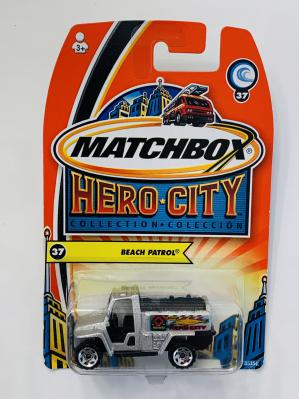 3+
37
MATCHBOX
HERO★CITY
COLLECTION • COLECCIÓN
37
BEACH PATROL